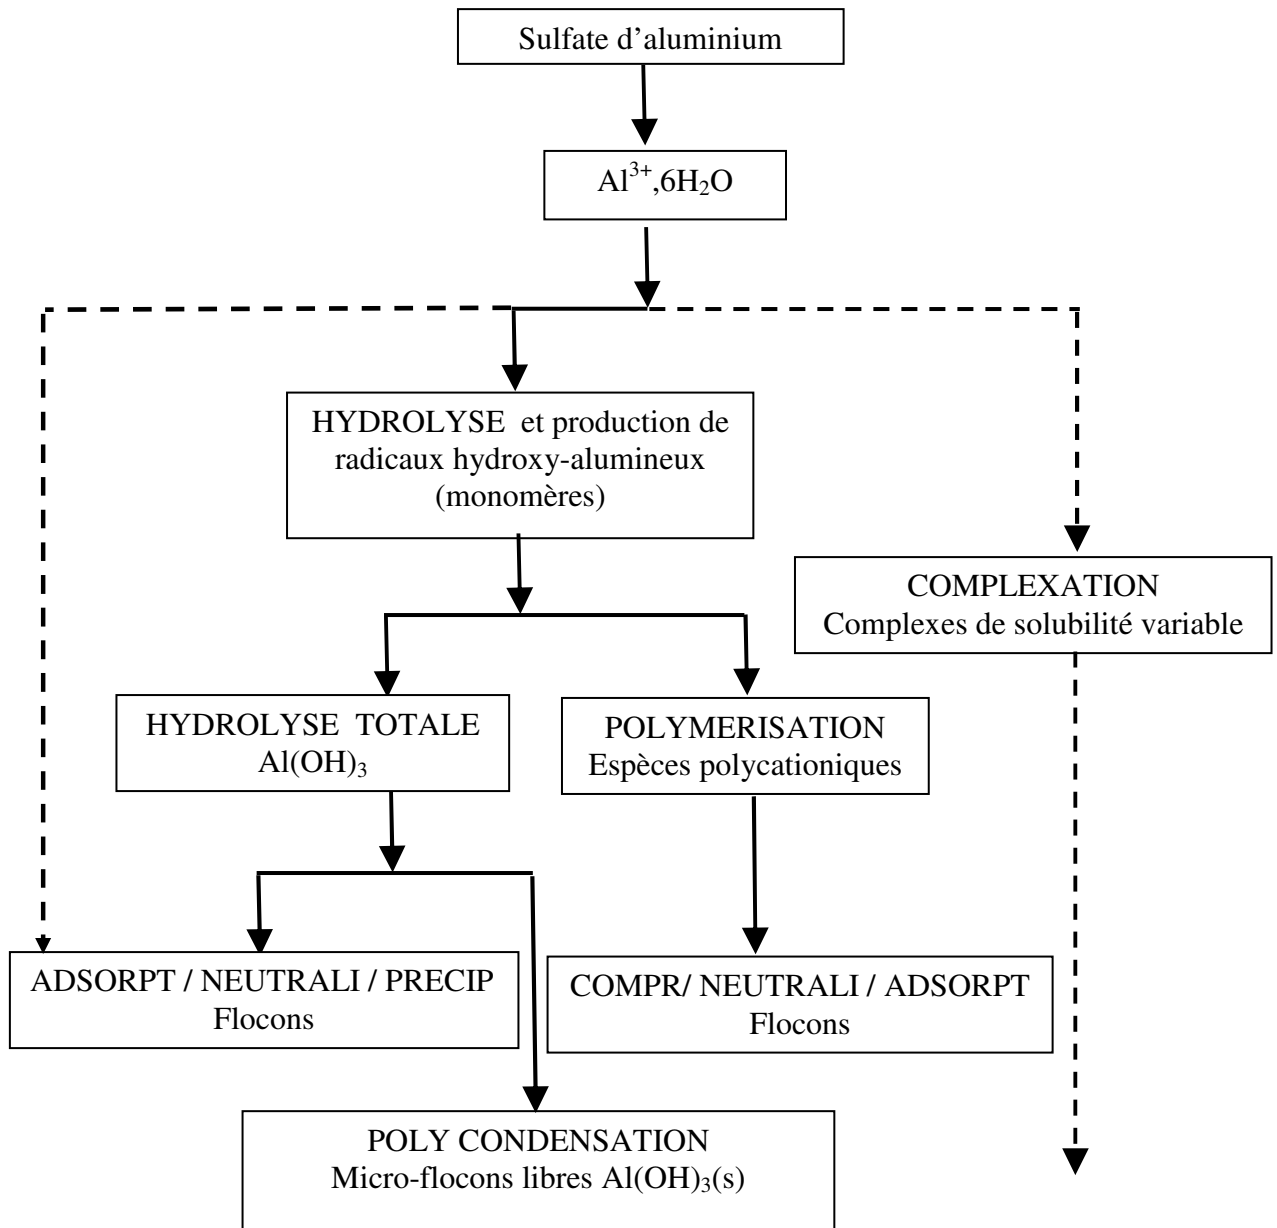 Sulfate d’aluminium
Al³⁺,6H₂O
HYDROLYSE et production de
radicaux hydroxy-alumineux
(monomères)
COMPLEXATION
Complexes de solubilité variable
HYDROLYSE TOTALE
Al(OH)₃
POLYMERISATION
Espèces polycationiques
ADSORPT / NEUTRALI / PRECIP
Flocons
COMPR/ NEUTRALI / ADSORPT
Flocons
POLY CONDENSATION
Micro-flocons libres Al(OH)₃(s)